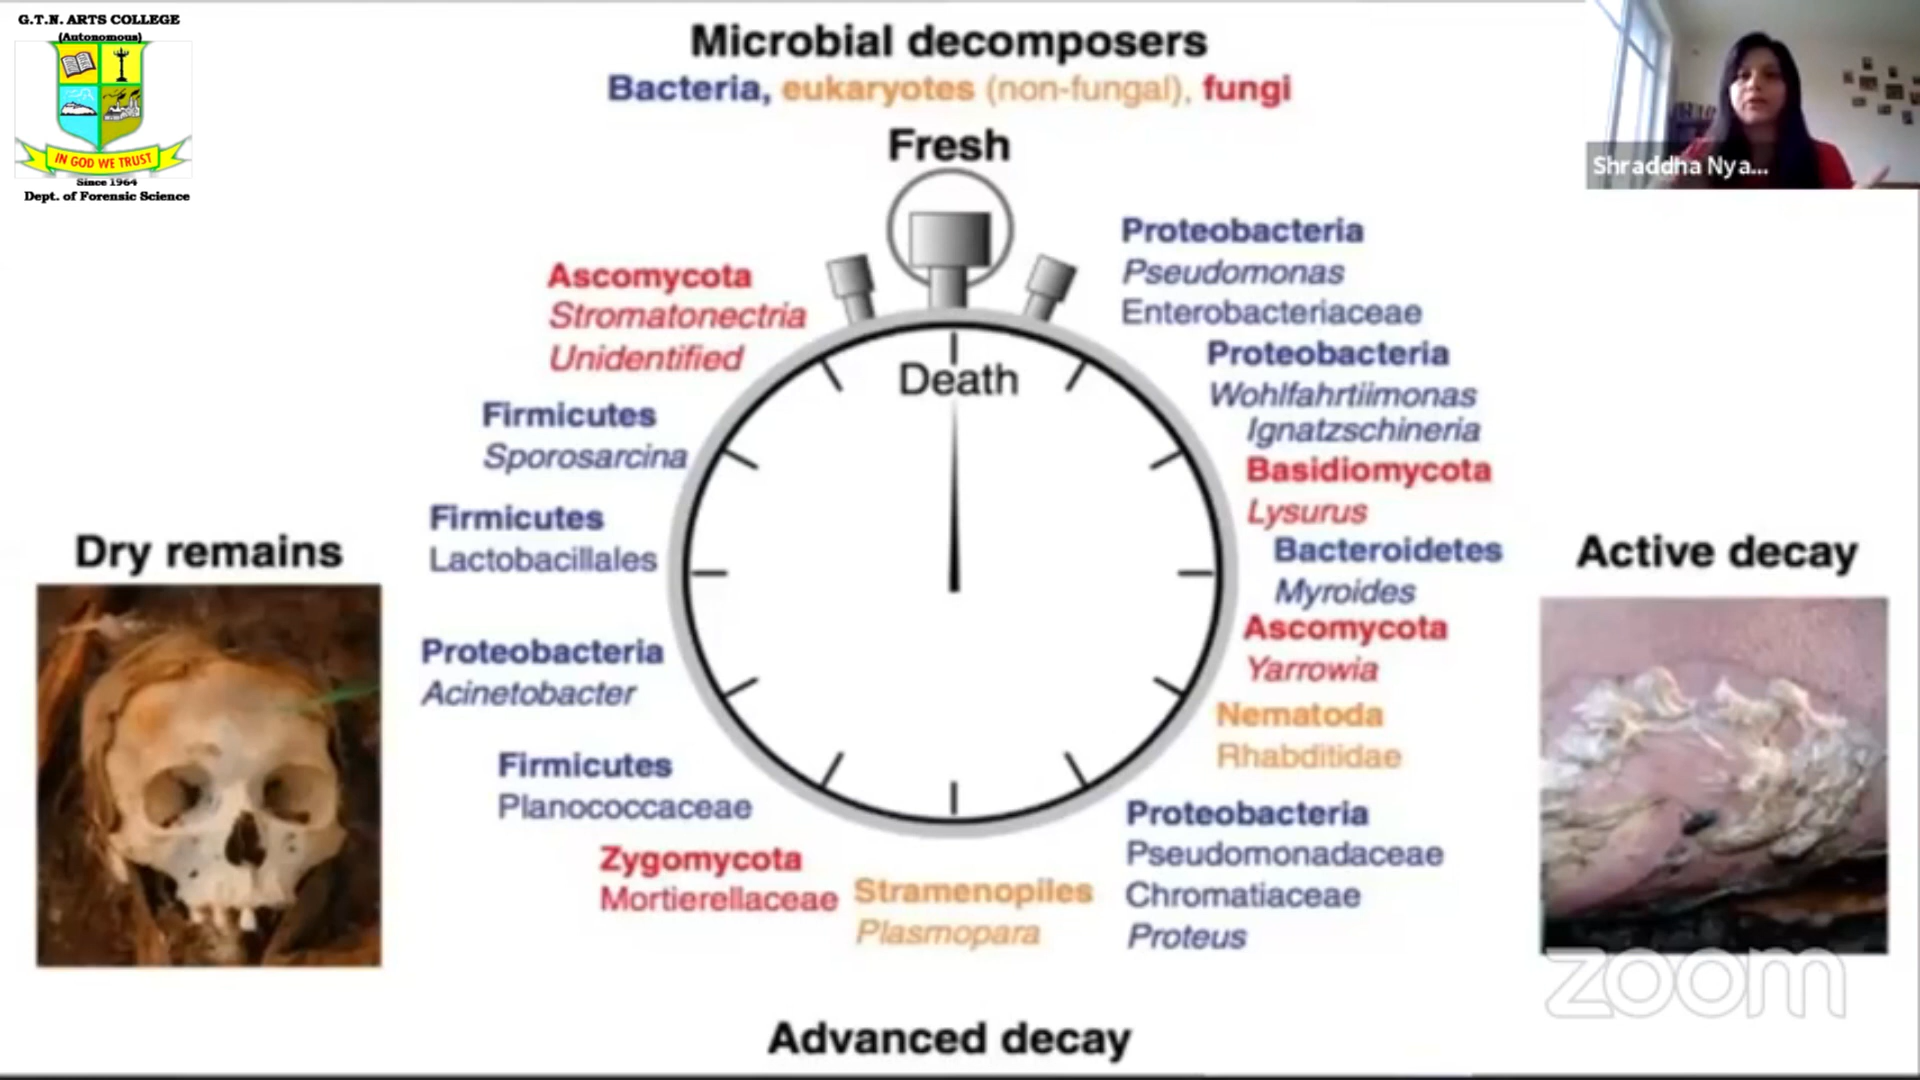 G.T.N. ARTS COLLEGE
(Autonomous)
IN GOD WE TRUST
Since 1964
Dept. of Forensic Science
Microbial decomposers
Bacteria, eukaryotes (non-fungal), fungi
Fresh
Shraddha Nya...
Death
Proteobacteria
Pseudomonas
Enterobacteriaceae
Proteobacteria
Wohlfahrtiimonas
Ignatzschineria
Basidiomycota
Lysurus
Bacteroidetes
Myroides
Ascomycota
Yarrowia
Nematoda
Rhabditidae
Active decay
Proteobacteria
Pseudomonadaceae
Chromatiaceae
Proteus
Stramenopiles
Plasmopara
Advanced decay
Zygomycota
Mortierellaceae
Firmicutes
Planococcaceae
Proteobacteria
Acinetobacter
Dry remains
Firmicutes
Lactobacillales
Firmicutes
Sporosarcina
Ascomycota
Stromatonectria
Unidentified
zoom